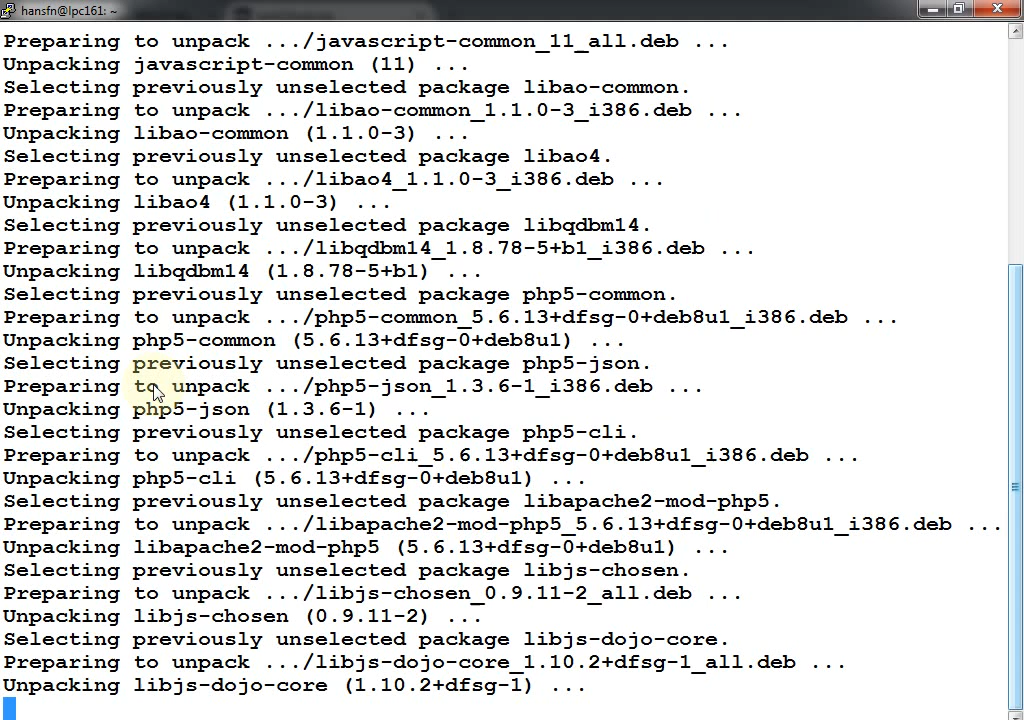 hansfn@lpc161: ~
Preparing to unpack .../javascript-common_11_all.deb ...
Unpacking javascript-common (11) ...
Selecting previously unselected package libao-common.
Preparing to unpack .../libao-common_1.1.0-3_i386.deb ...
Unpacking libao-common (1.1.0-3) ...
Selecting previously unselected package libao4.
Preparing to unpack .../libao4_1.1.0-3_i386.deb ...
Unpacking libao4 (1.1.0-3) ...
Selecting previously unselected package libqdbm14.
Preparing to unpack .../libqdbm14_1.8.78-5+b1_i386.deb ...
Unpacking libqdbm14 (1.8.78-5+b1) ...
Selecting previously unselected package php5-common.
Preparing to unpack .../php5-common_5.6.13+dfsg-0+deb8u1_i386.deb ...
Unpacking php5-common (5.6.13+dfsg-0+deb8u1) ...
Selecting previously unselected package php5-json.
Preparing to unpack .../php5-json_1.3.6-1_i386.deb ...
Unpacking php5-json (1.3.6-1) ...
Selecting previously unselected package php5-cli.
Preparing to unpack .../php5-cli_5.6.13+dfsg-0+deb8u1_i386.deb ...
Unpacking php5-cli (5.6.13+dfsg-0+deb8u1) ...
Selecting previously unselected package libapache2-mod-php5.
Preparing to unpack .../libapache2-mod-php5_5.6.13+dfsg-0+deb8u1_i386.deb ...
Unpacking libapache2-mod-php5 (5.6.13+dfsg-0+deb8u1) ...
Selecting previously unselected package libjs-chosen.
Preparing to unpack .../libjs-chosen_0.9.11-2_all.deb ...
Unpacking libjs-chosen (0.9.11-2) ...
Selecting previously unselected package libjs-dojo-core.
Preparing to unpack .../libjs-dojo-core_1.10.2+dfsg-1_all.deb ...
Unpacking libjs-dojo-core (1.10.2+dfsg-1) ...